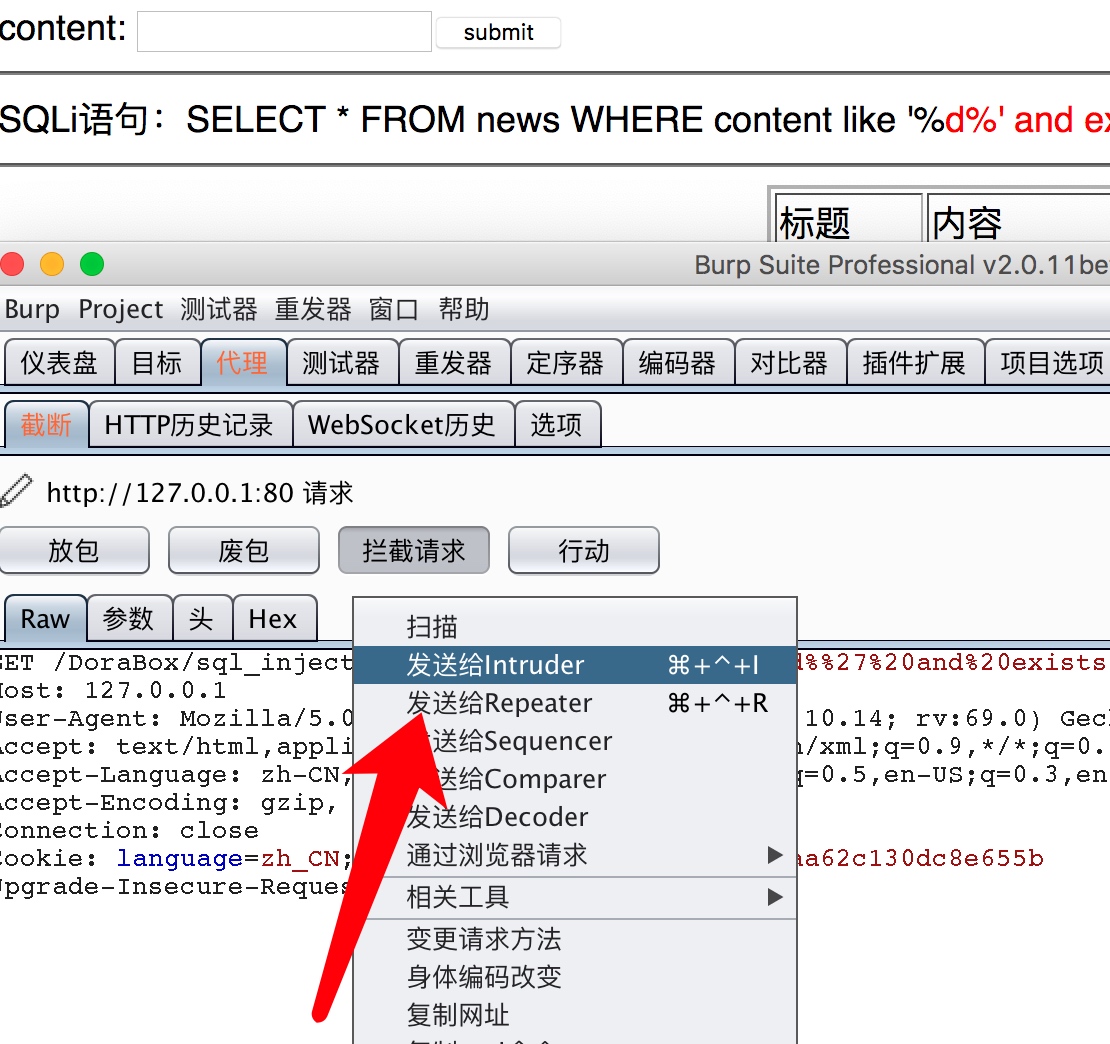 content: submit
SQLi语句：SELECT * FROM news WHERE content like '%d%' and ex
标题 内容
Burp Suite Professional v2.0.11be
Burp Project 测试器 重发器 窗口 帮助
仪表盘 目标 代理 测试器 重发器 定序器 编码器 对比器 插件扩展 项目选项
截断 HTTP历史记录 WebSocket历史 选项
http://127.0.0.1:80 请求
放包 废包 拦截请求 行动
Raw 参数 头 Hex
扫描
发送给Intruder ⌘+^+I
发送给Repeater ⌘+^+R
送给Sequencer
送给Comparer
发送给Decoder
通过浏览器请求
相关工具
变更请求方法
身体编码改变
复制网址
GET /DoraBox/sql_inject d%%27%20and%20exists
Host: 127.0.0.1
User-Agent: Mozilla/5.0 10.14; rv:69.0) Gec
Accept: text/html,appli /xml;q=0.9,*/*;q=0.
Accept-Language: zh-CN, q=0.5,en-US;q=0.3,en
Accept-Encoding: gzip,
Connection: close
Cookie: language=zh_CN; aa62c130dc8e655b
Upgrade-Insecure-Reques